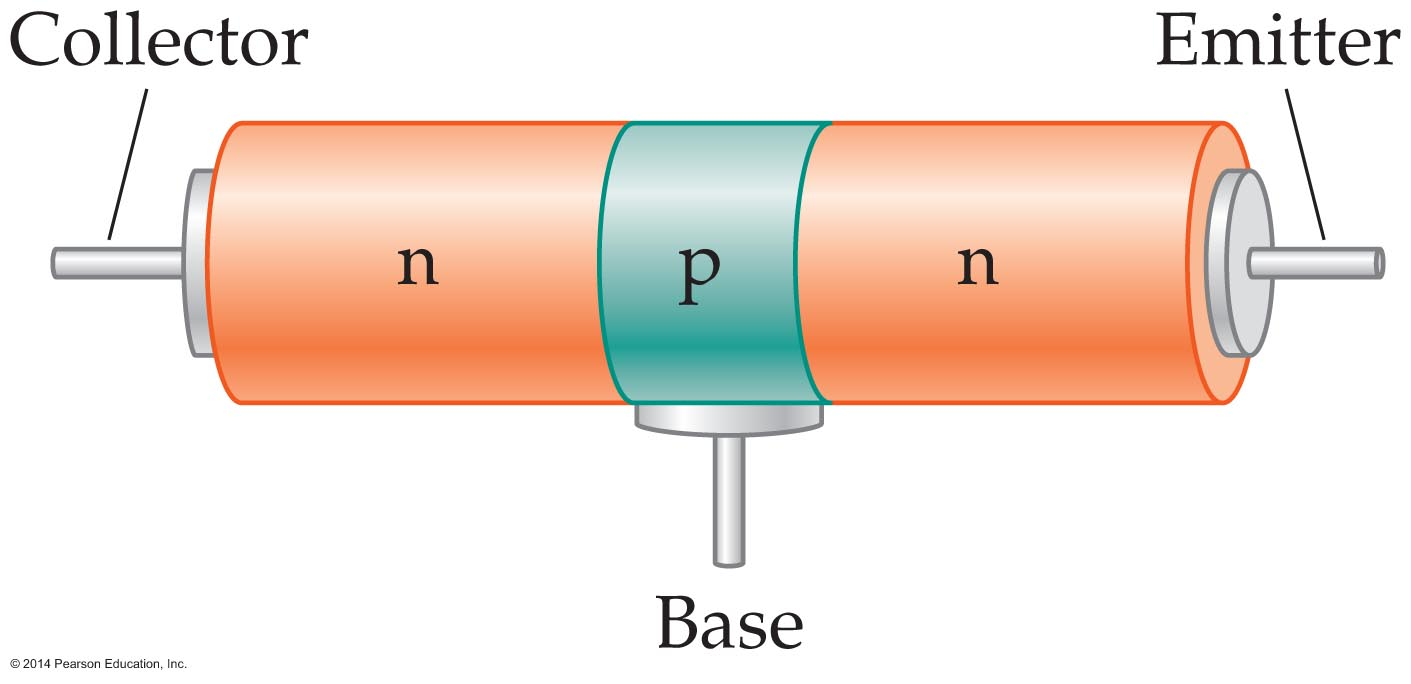 Collector
Emitter
n
p
n
Base
© 2014 Pearson Education, Inc.